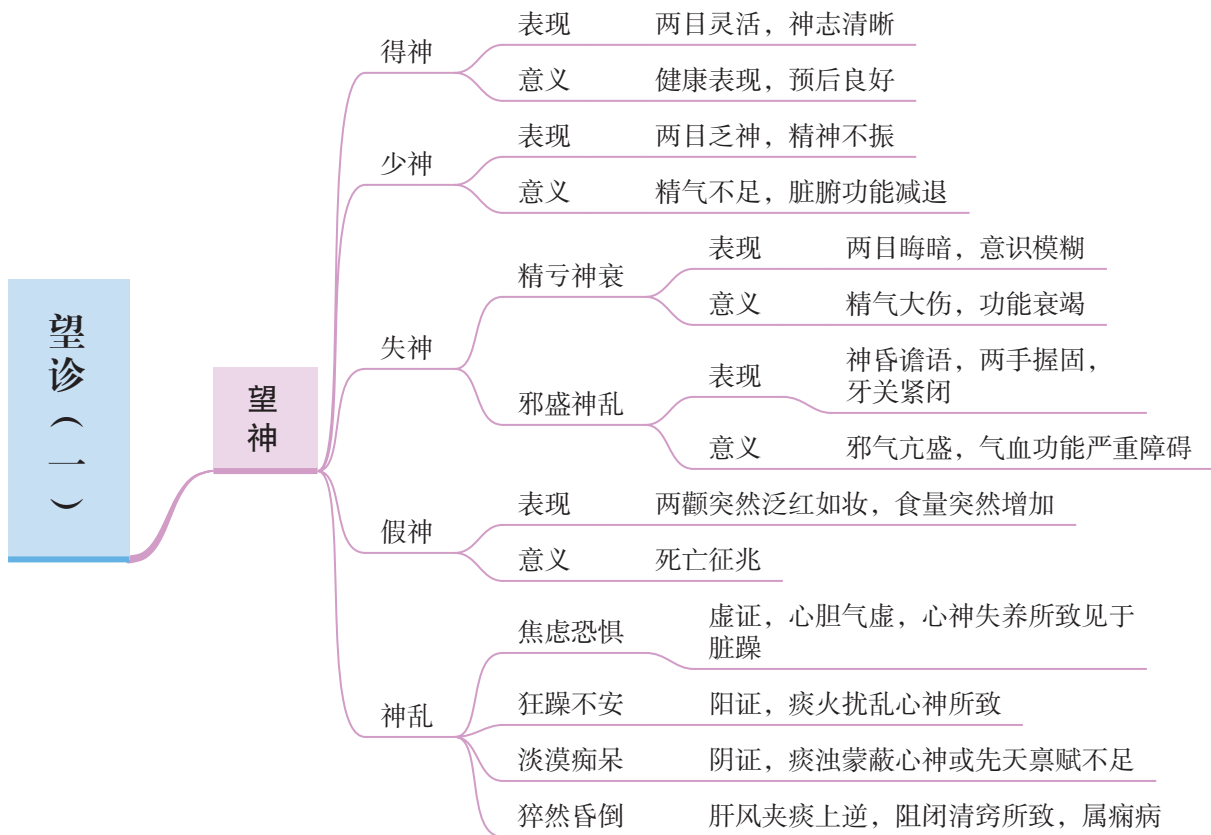 望诊（一）
望神
得神
表现 两目灵活，神志清晰
意义 健康表现，预后良好
少神
表现 两目乏神，精神不振
意义 精气不足，脏腑功能减退
失神
精亏神衰
表现 两目晦暗，意识模糊
意义 精气大伤，功能衰竭
邪盛神乱
表现 神昏谵语，两手握固，
牙关紧闭
意义 邪气亢盛，气血功能严重障碍
假神
表现 两颧突然泛红如妆，食量突然增加
意义 死亡征兆
神乱
焦虑恐惧 虚证，心胆气虚，心神失养所致见于
脏躁
狂躁不安 阳证，痰火扰乱心神所致
淡漠痴呆 阴证，痰浊蒙蔽心神或先天禀赋不足
猝然昏倒 肝风夹痰上逆，阻闭清窍所致，属痫病